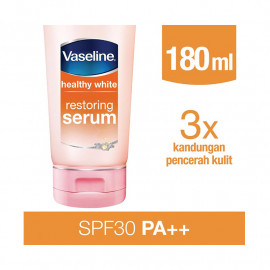 Vaseline
healthy white
restoring
serum
180ml
3x
kandungan
pencerah kulit
SPF30 PA++